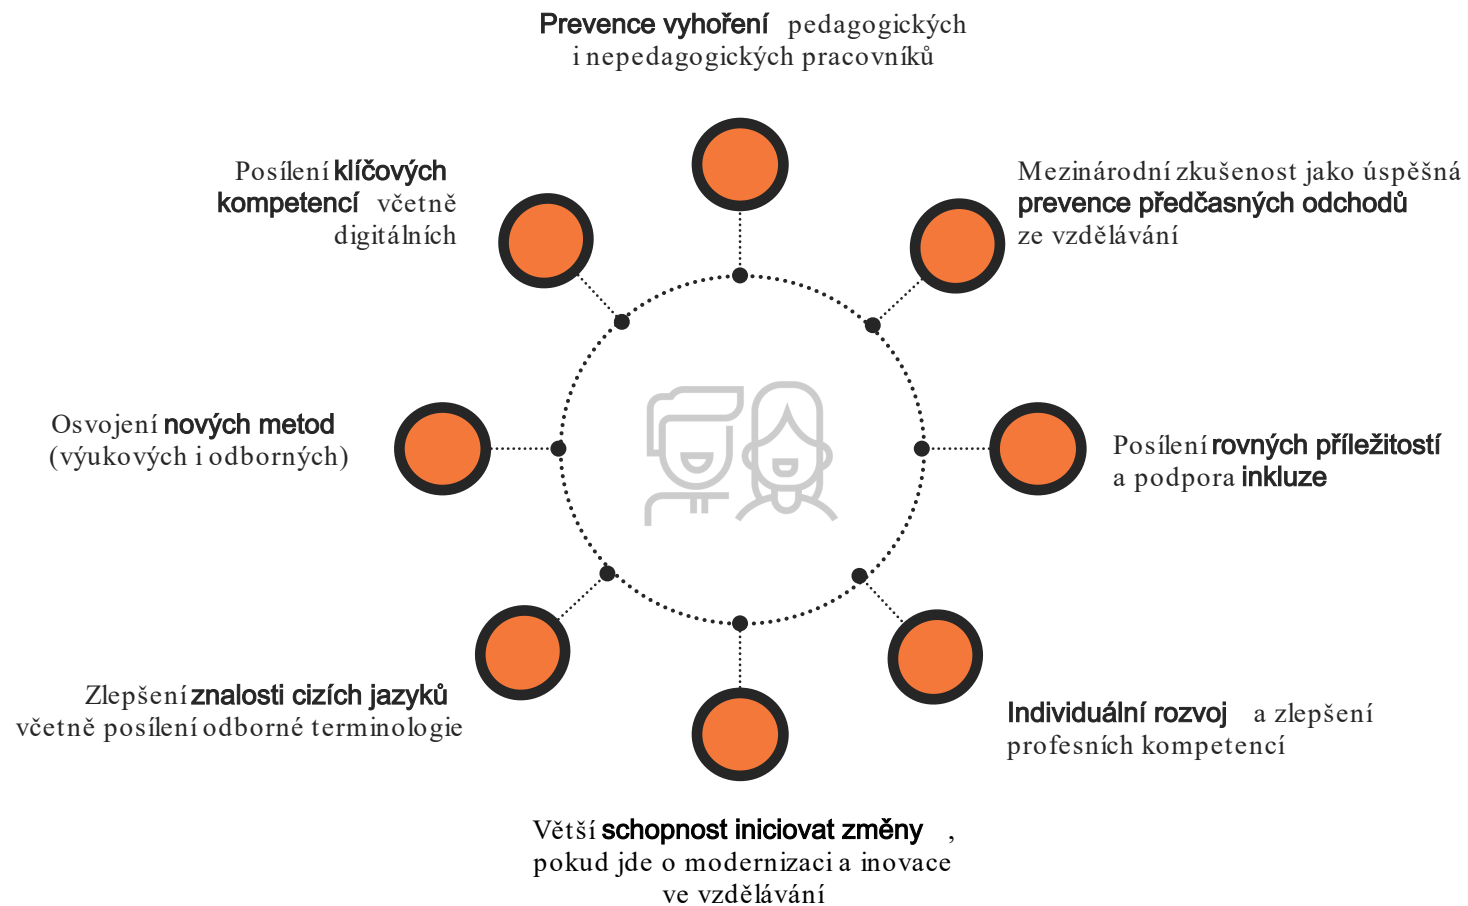 Prevence vyhoření pedagogických
i nepedagogických pracovníků
Posílení klíčových
kompetencí včetně
digitálních
Mezinárodní zkušenost jako úspěšná
prevence předčasných odchodů
ze vzdělávání
Osvojení nových metod
(výukových i odborných)
Posílení rovných příležitostí
a podpora inkluze
Zlepšení znalosti cizích jazyků
včetně posílení odborné terminologie
Individuální rozvoj a zlepšení
profesních kompetencí
Větší schopnost iniciovat změny ,
pokud jde o modernizaci a inovace
ve vzdělávání